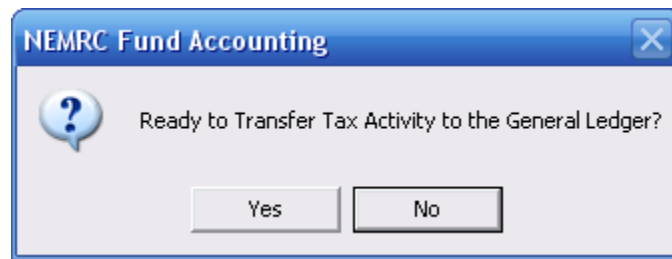 NEMRC Fund Accounting
Ready to Transfer Tax Activity to the General Ledger?
Yes
No